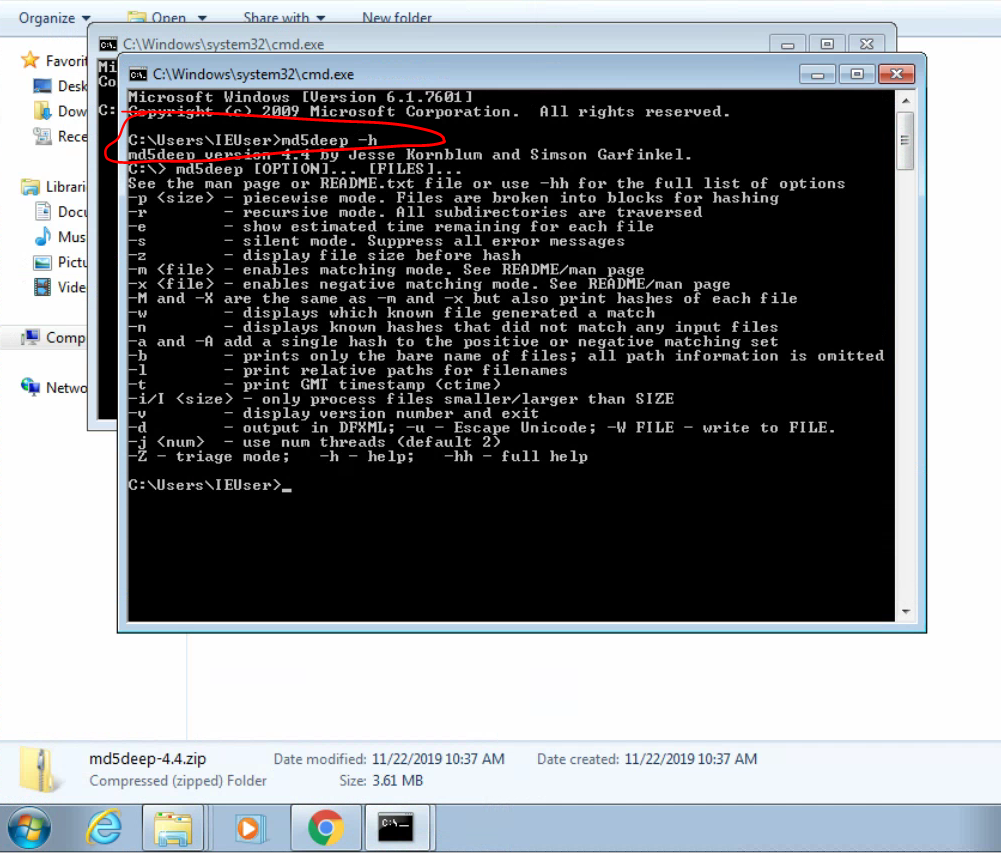 Organize Open Share with New folder
C:\Windows\system32\cmd.exe
C:\Windows\system32\cmd.exe
Microsoft Windows [Version 6.1.7601]
Copyright (c) 2009 Microsoft Corporation.  All rights reserved.
C:\Users\IEUser>md5deep -h
md5deep version 4.4 by Jesse Kornblum and Simson Garfinkel.
C:\> md5deep [OPTION]... [FILES]...
See the man page or README.txt file or use -hh for the full list of options
-p <size> - piecewise mode. Files are broken into blocks for hashing
-r        - recursive mode. All subdirectories are traversed
-e        - show estimated time remaining for each file
-s        - silent mode. Suppress all error messages
-z        - display file size before hash
-m <file> - enables matching mode. See README/man page
-x <file> - enables negative matching mode. See README/man page
-M and -X are the same as -m and -x but also print hashes of each file
-w        - displays which known file generated a match
-n        - displays known hashes that did not match any input files
-a and -A add a single hash to the positive or negative matching set
-b        - prints only the bare name of files; all path information is omitted
-l        - print relative paths for filenames
-t        - print GMT timestamp (ctime)
-i/I <size> - only process files smaller/larger than SIZE
-v        - display version number and exit
-d        - output in DFXML; -u - Escape Unicode; -W FILE - write to FILE.
-j <num>  - use num threads (default 2)
-Z - triage mode;   -h - help;   -hh - full help
C:\Users\IEUser>_
Mi
Co
C:
Favorit
Desk
Dow
Rece
Librari
Docu
Mus
Pictu
Vide
Comp
Netwo
md5deep-4.4.zip Date modified: 11/22/2019 10:37 AM Date created: 11/22/2019 10:37 AM
Compressed (zipped) Folder Size: 3.61 MB
C:\_